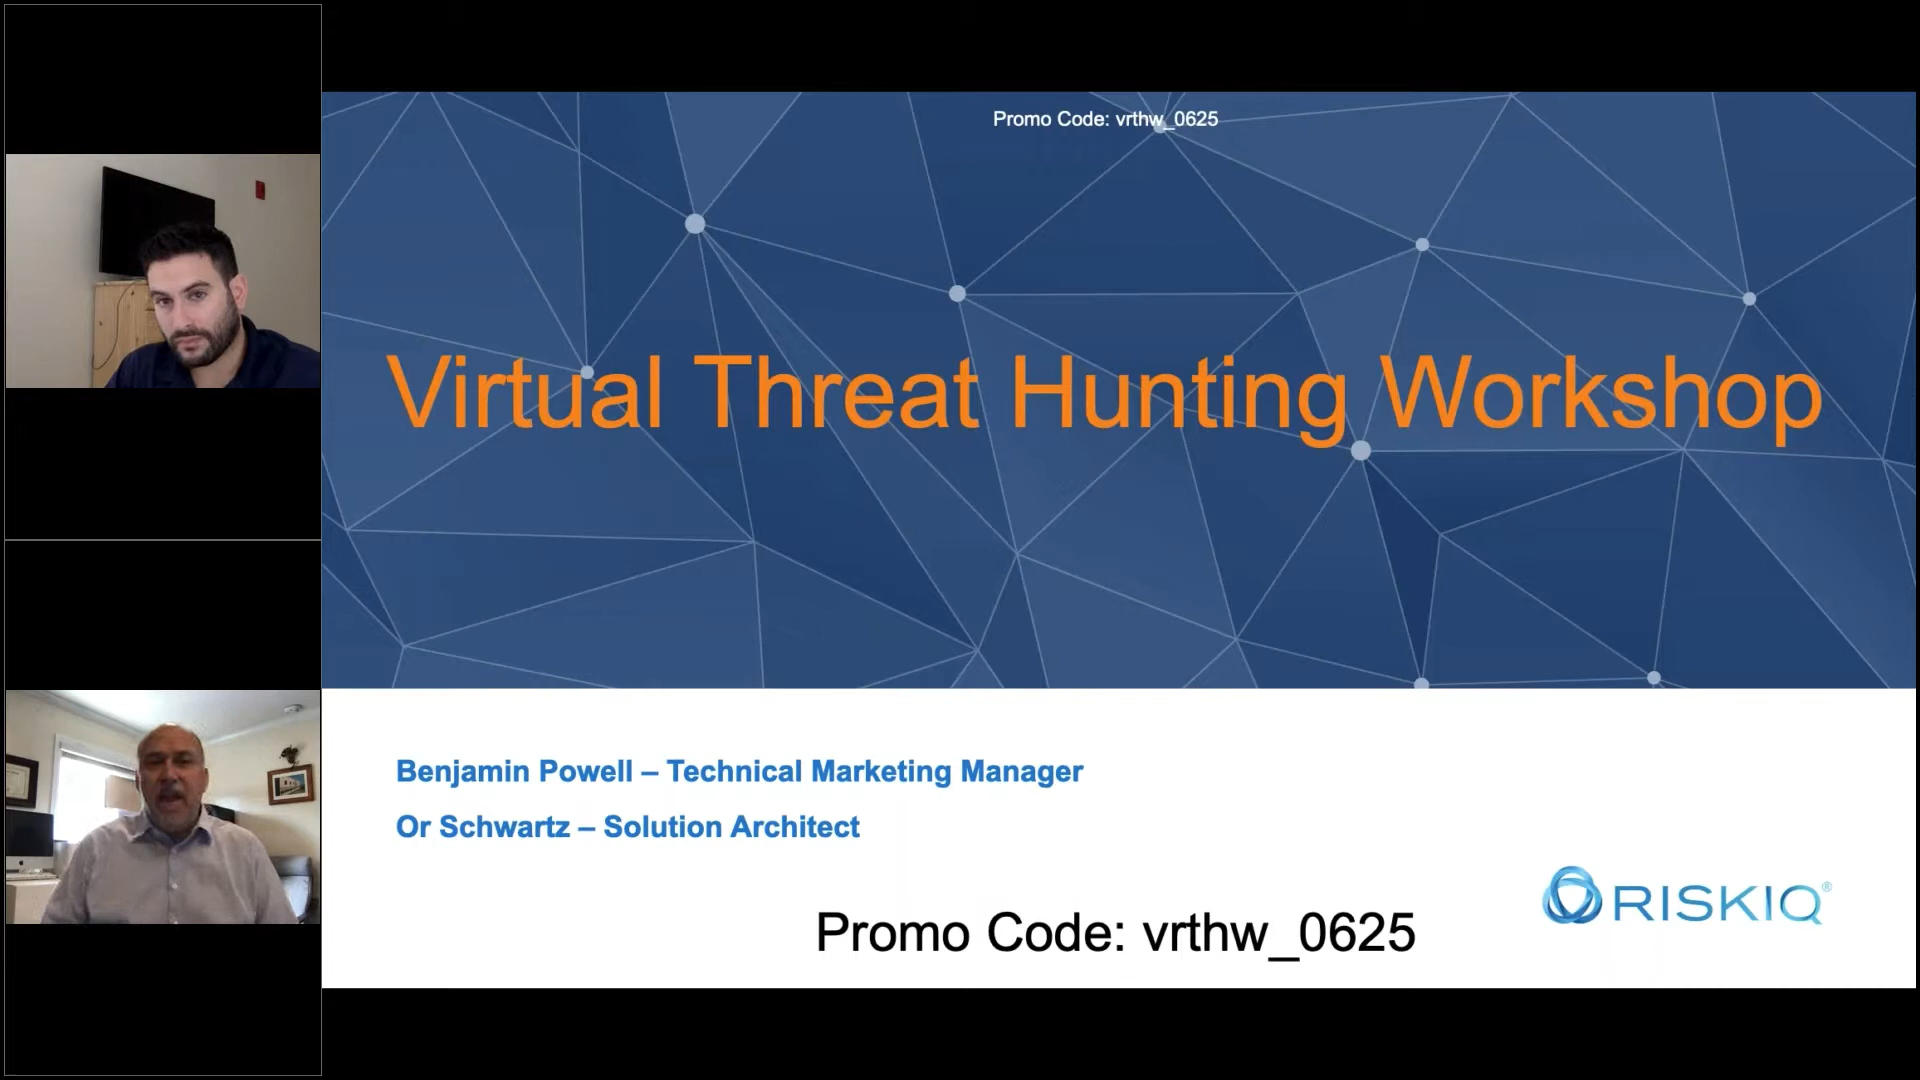 Promo Code: vrthw_0625
Virtual Threat Hunting Workshop
Benjamin Powell – Technical Marketing Manager
Or Schwartz – Solution Architect
RISKIQ®
Promo Code: vrthw_0625